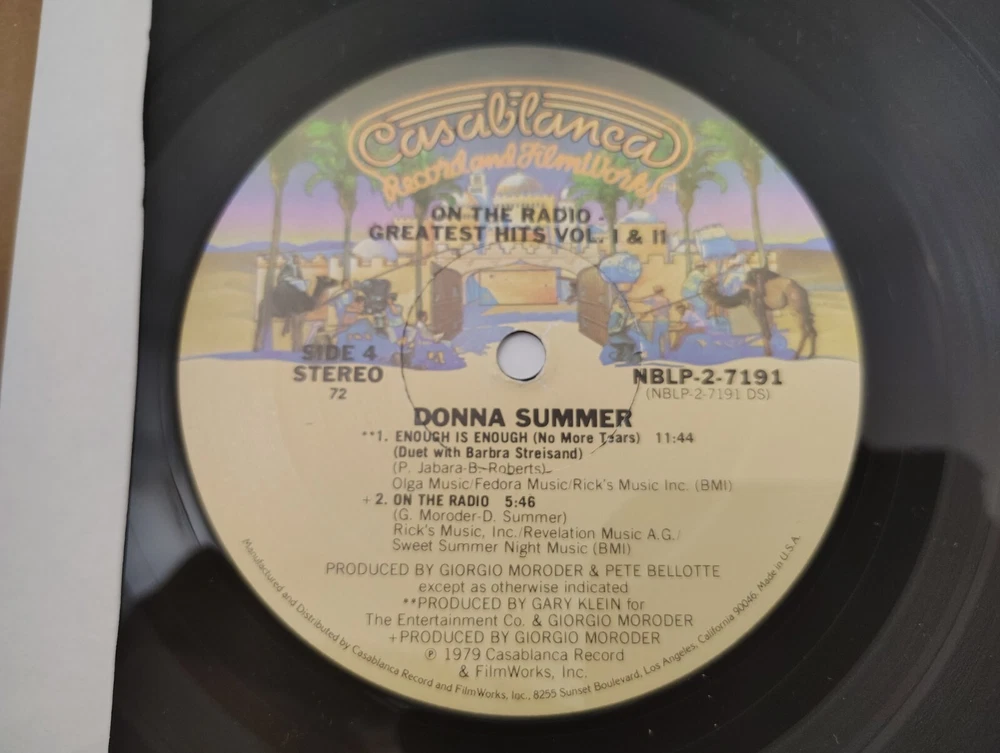 Casablanca
Record and FilmWorks
ON THE RADIO -
GREATEST HITS VOL. I & II
SIDE 4
STEREO
72
NBLP-2-7191
(NBLP-2-7191 DS)
DONNA SUMMER
**1. ENOUGH IS ENOUGH (No More Tears) 11:44
(Duet with Barbra Streisand)
(P. Jabara-B. Roberts)
Olga Music/Fedora Music/Rick's Music Inc. (BMI)
+2. ON THE RADIO 5:46
(G. Moroder-D. Summer)
Rick's Music, Inc./Revelation Music A.G./
Sweet Summer Night Music (BMI)
PRODUCED BY GIORGIO MORODER & PETE BELLOTTE
except as otherwise indicated
**PRODUCED BY GARY KLEIN for
The Entertainment Co. & GIORGIO MORODER
+PRODUCED BY GIORGIO MORODER
℗ 1979 Casablanca Record
& FilmWorks, Inc.
Manufactured and Distributed by Casablanca Record and FilmWorks, Inc., 8255 Sunset Boulevard, Los Angeles, California 90046. Made in U.S.A.